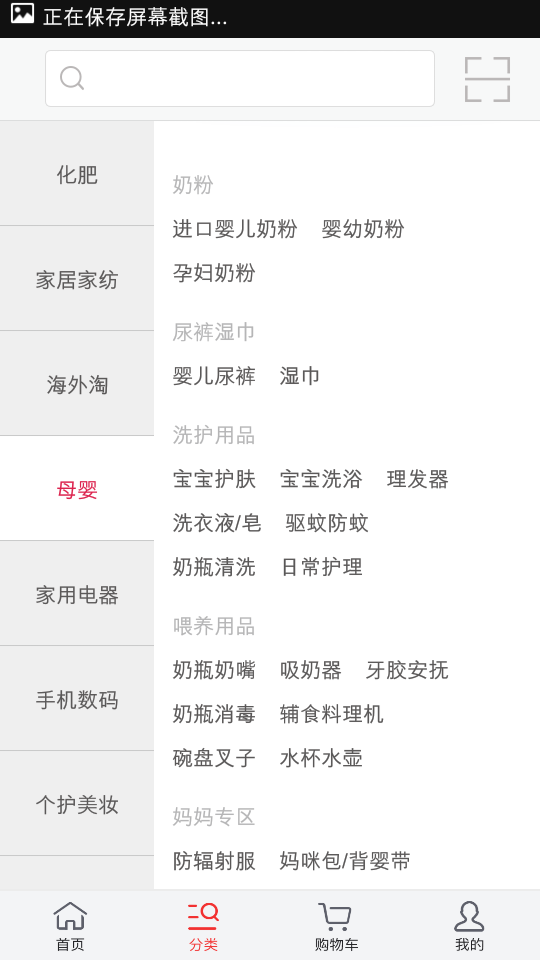 正在保存屏幕截图...
化肥
家居家纺
海外淘
母婴
家用电器
手机数码
个护美妆
奶粉
进口婴儿奶粉 婴幼奶粉
孕妇奶粉
尿裤湿巾
婴儿尿裤 湿巾
洗护用品
宝宝护肤 宝宝洗浴 理发器
洗衣液/皂 驱蚊防蚊
奶瓶清洗 日常护理
喂养用品
奶瓶奶嘴 吸奶器 牙胶安抚
奶瓶消毒 辅食料理机
碗盘叉子 水杯水壶
妈妈专区
防辐射服 妈咪包/背婴带
首页 分类 购物车 我的